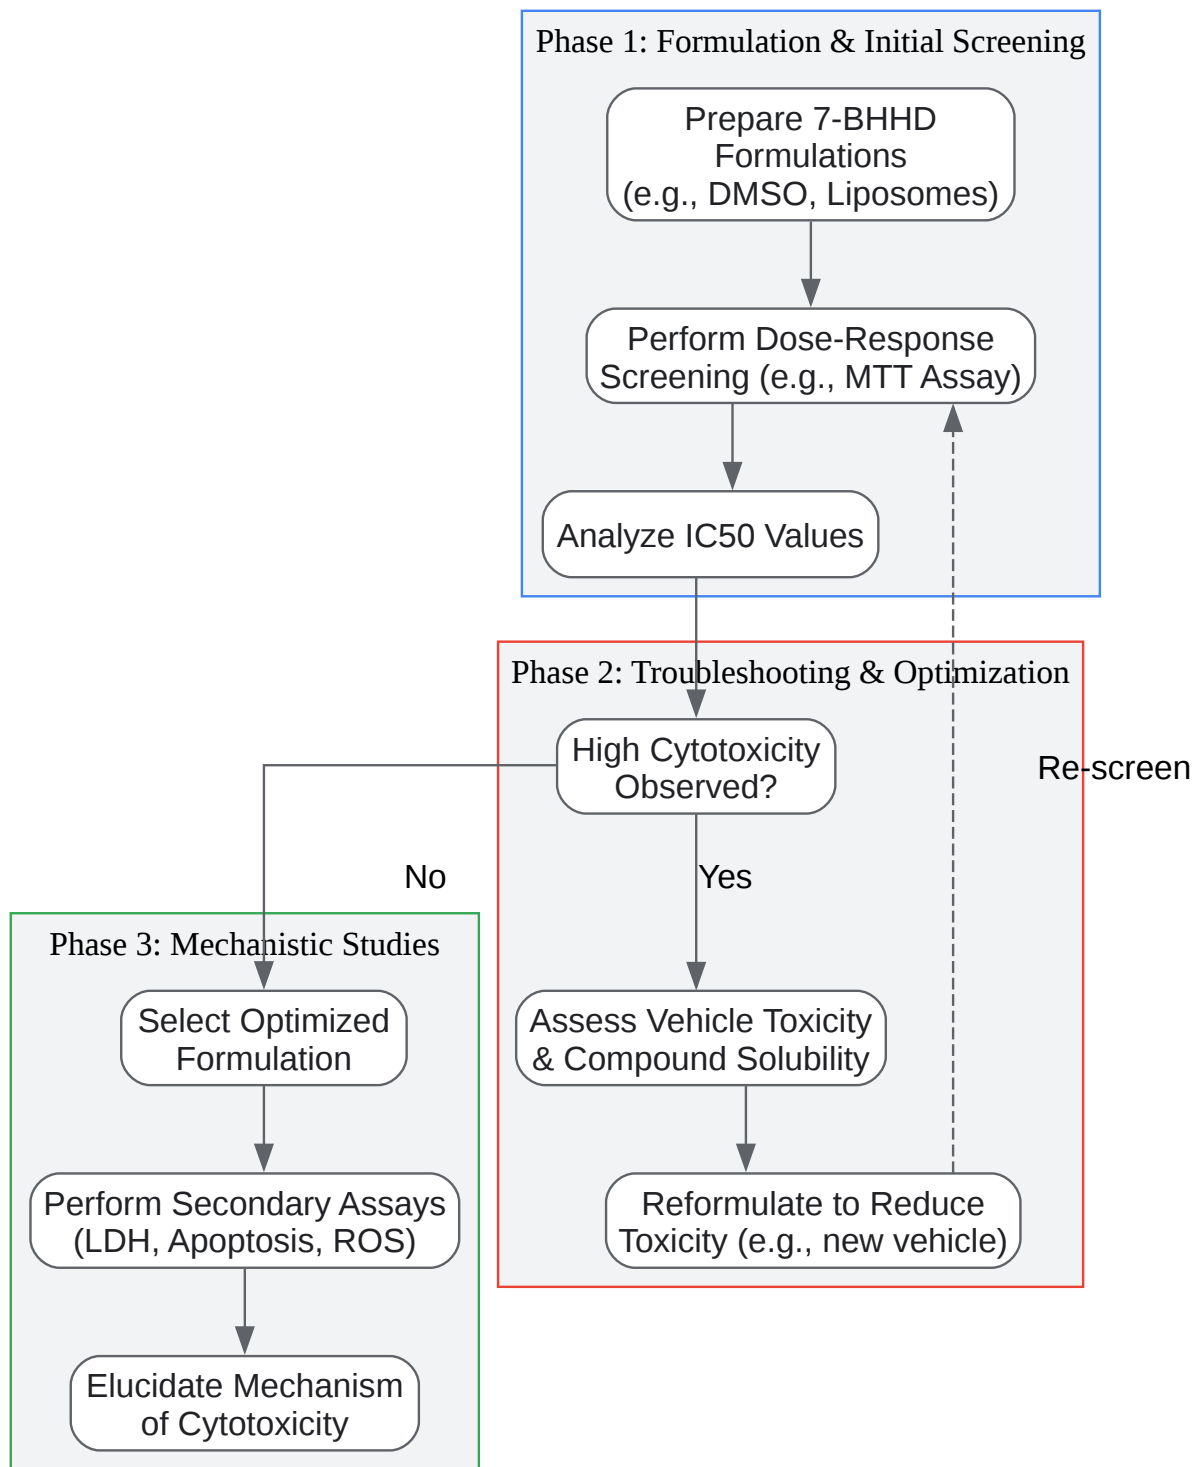 Phase 1: Formulation & Initial Screening
Prepare 7-BHHD
Formulations
(e.g., DMSO, Liposomes)
Perform Dose-Response
Screening (e.g., MTT Assay)
Analyze IC50 Values
Phase 2: Troubleshooting & Optimization
High Cytotoxicity
Observed?
Re-screen
No
Yes
Phase 3: Mechanistic Studies
Select Optimized
Formulation
Assess Vehicle Toxicity
& Compound Solubility
Perform Secondary Assays
(LDH, Apoptosis, ROS)
Reformulate to Reduce
Toxicity (e.g., new vehicle)
Elucidate Mechanism
of Cytotoxicity